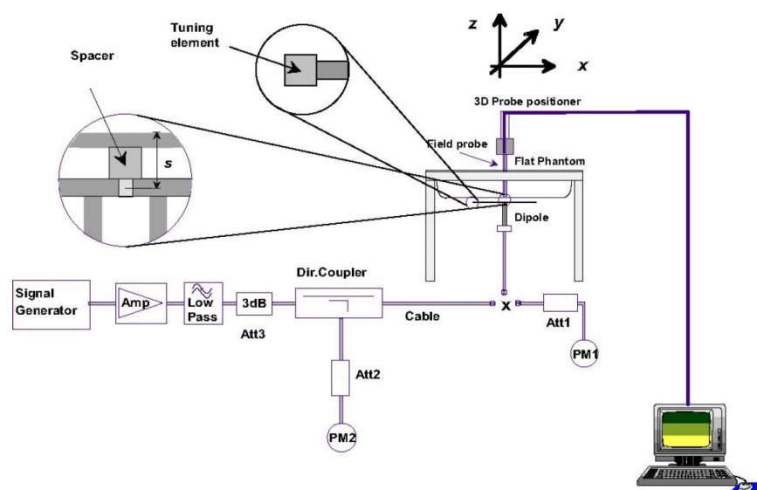 Tuning
element
Spacer
s
z
y
x
3D Probe positioner
Field probe
Flat Phantom
Dipole
Signal
Generator
Amp
Low
Pass
3dB
Att3
Dir.Coupler
Cable
x
Att1
PM1
Att2
PM2